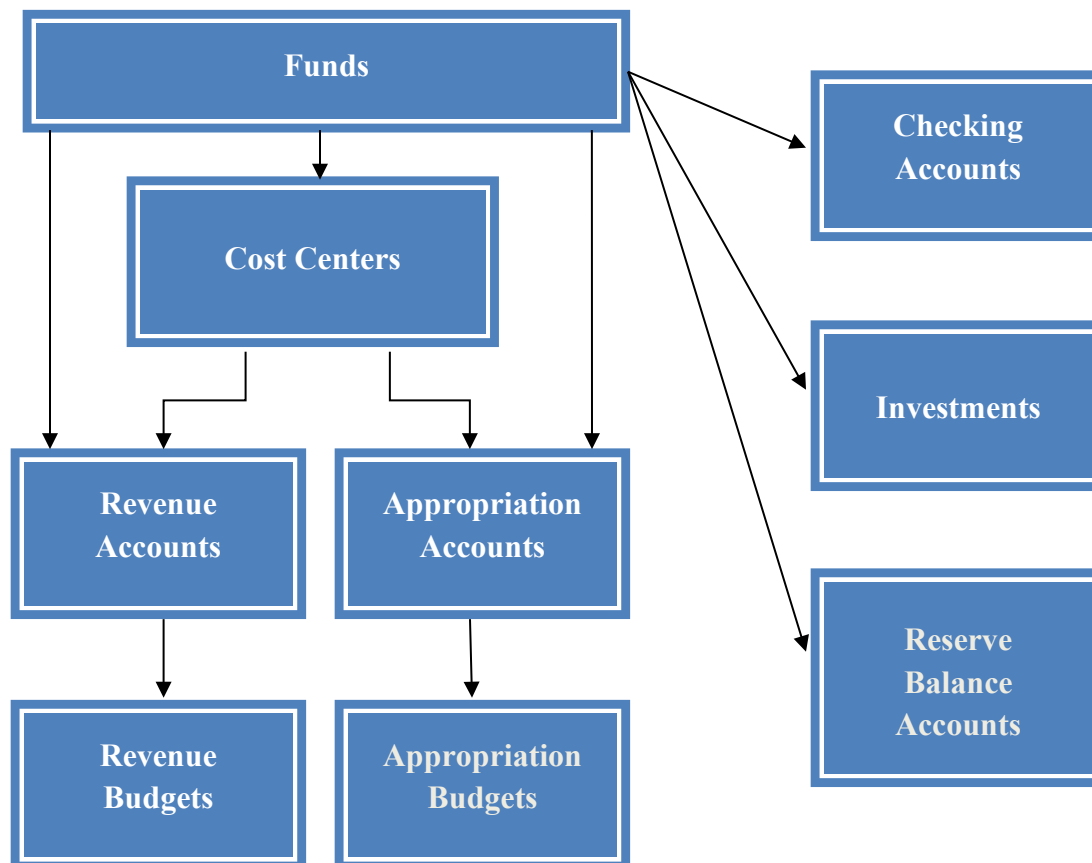 Funds
Checking
Accounts
Cost Centers
Investments
Revenue
Accounts
Appropriation
Accounts
Reserve
Balance
Accounts
Revenue
Budgets
Appropriation
Budgets